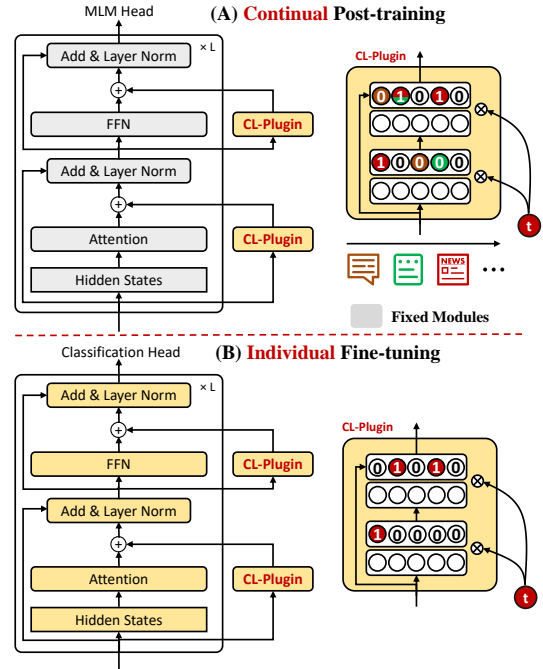 MLM Head
(A) Continual Post-training
× L
Add & Layer Norm
+
FFN
CL-Plugin
Add & Layer Norm
+
Attention
CL-Plugin
Hidden States
CL-Plugin
0 1 0 1 0
1 0 0 0 0
t
NEWS
...
Fixed Modules
Classification Head
(B) Individual Fine-tuning
× L
Add & Layer Norm
+
FFN
CL-Plugin
Add & Layer Norm
+
Attention
CL-Plugin
Hidden States
CL-Plugin
0 1 0 1 0
1 0 0 0 0
t